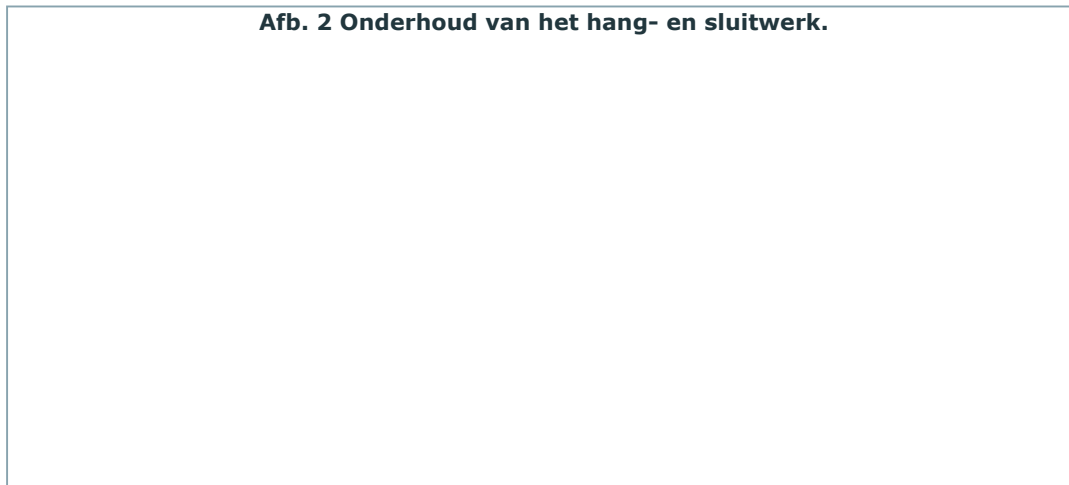 Afb. 2 Onderhoud van het hang- en sluitwerk.